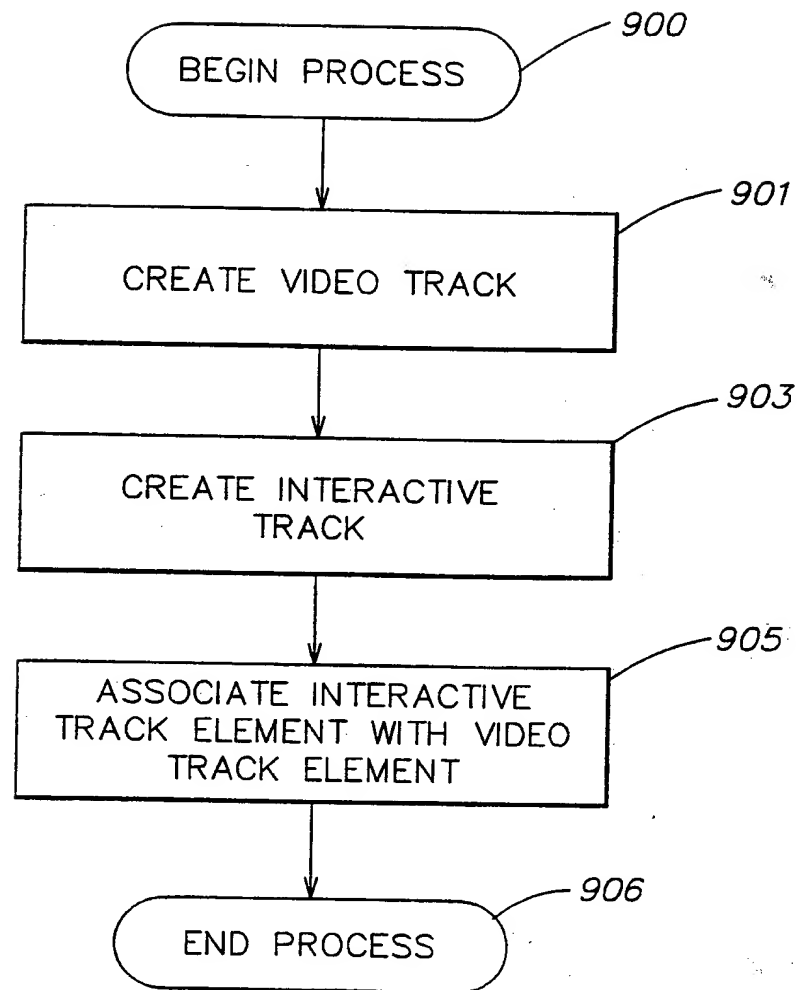 900
BEGIN PROCESS
901
CREATE VIDEO TRACK
903
CREATE INTERACTIVE
TRACK
905
ASSOCIATE INTERACTIVE
TRACK ELEMENT WITH VIDEO
TRACK ELEMENT
906
END PROCESS